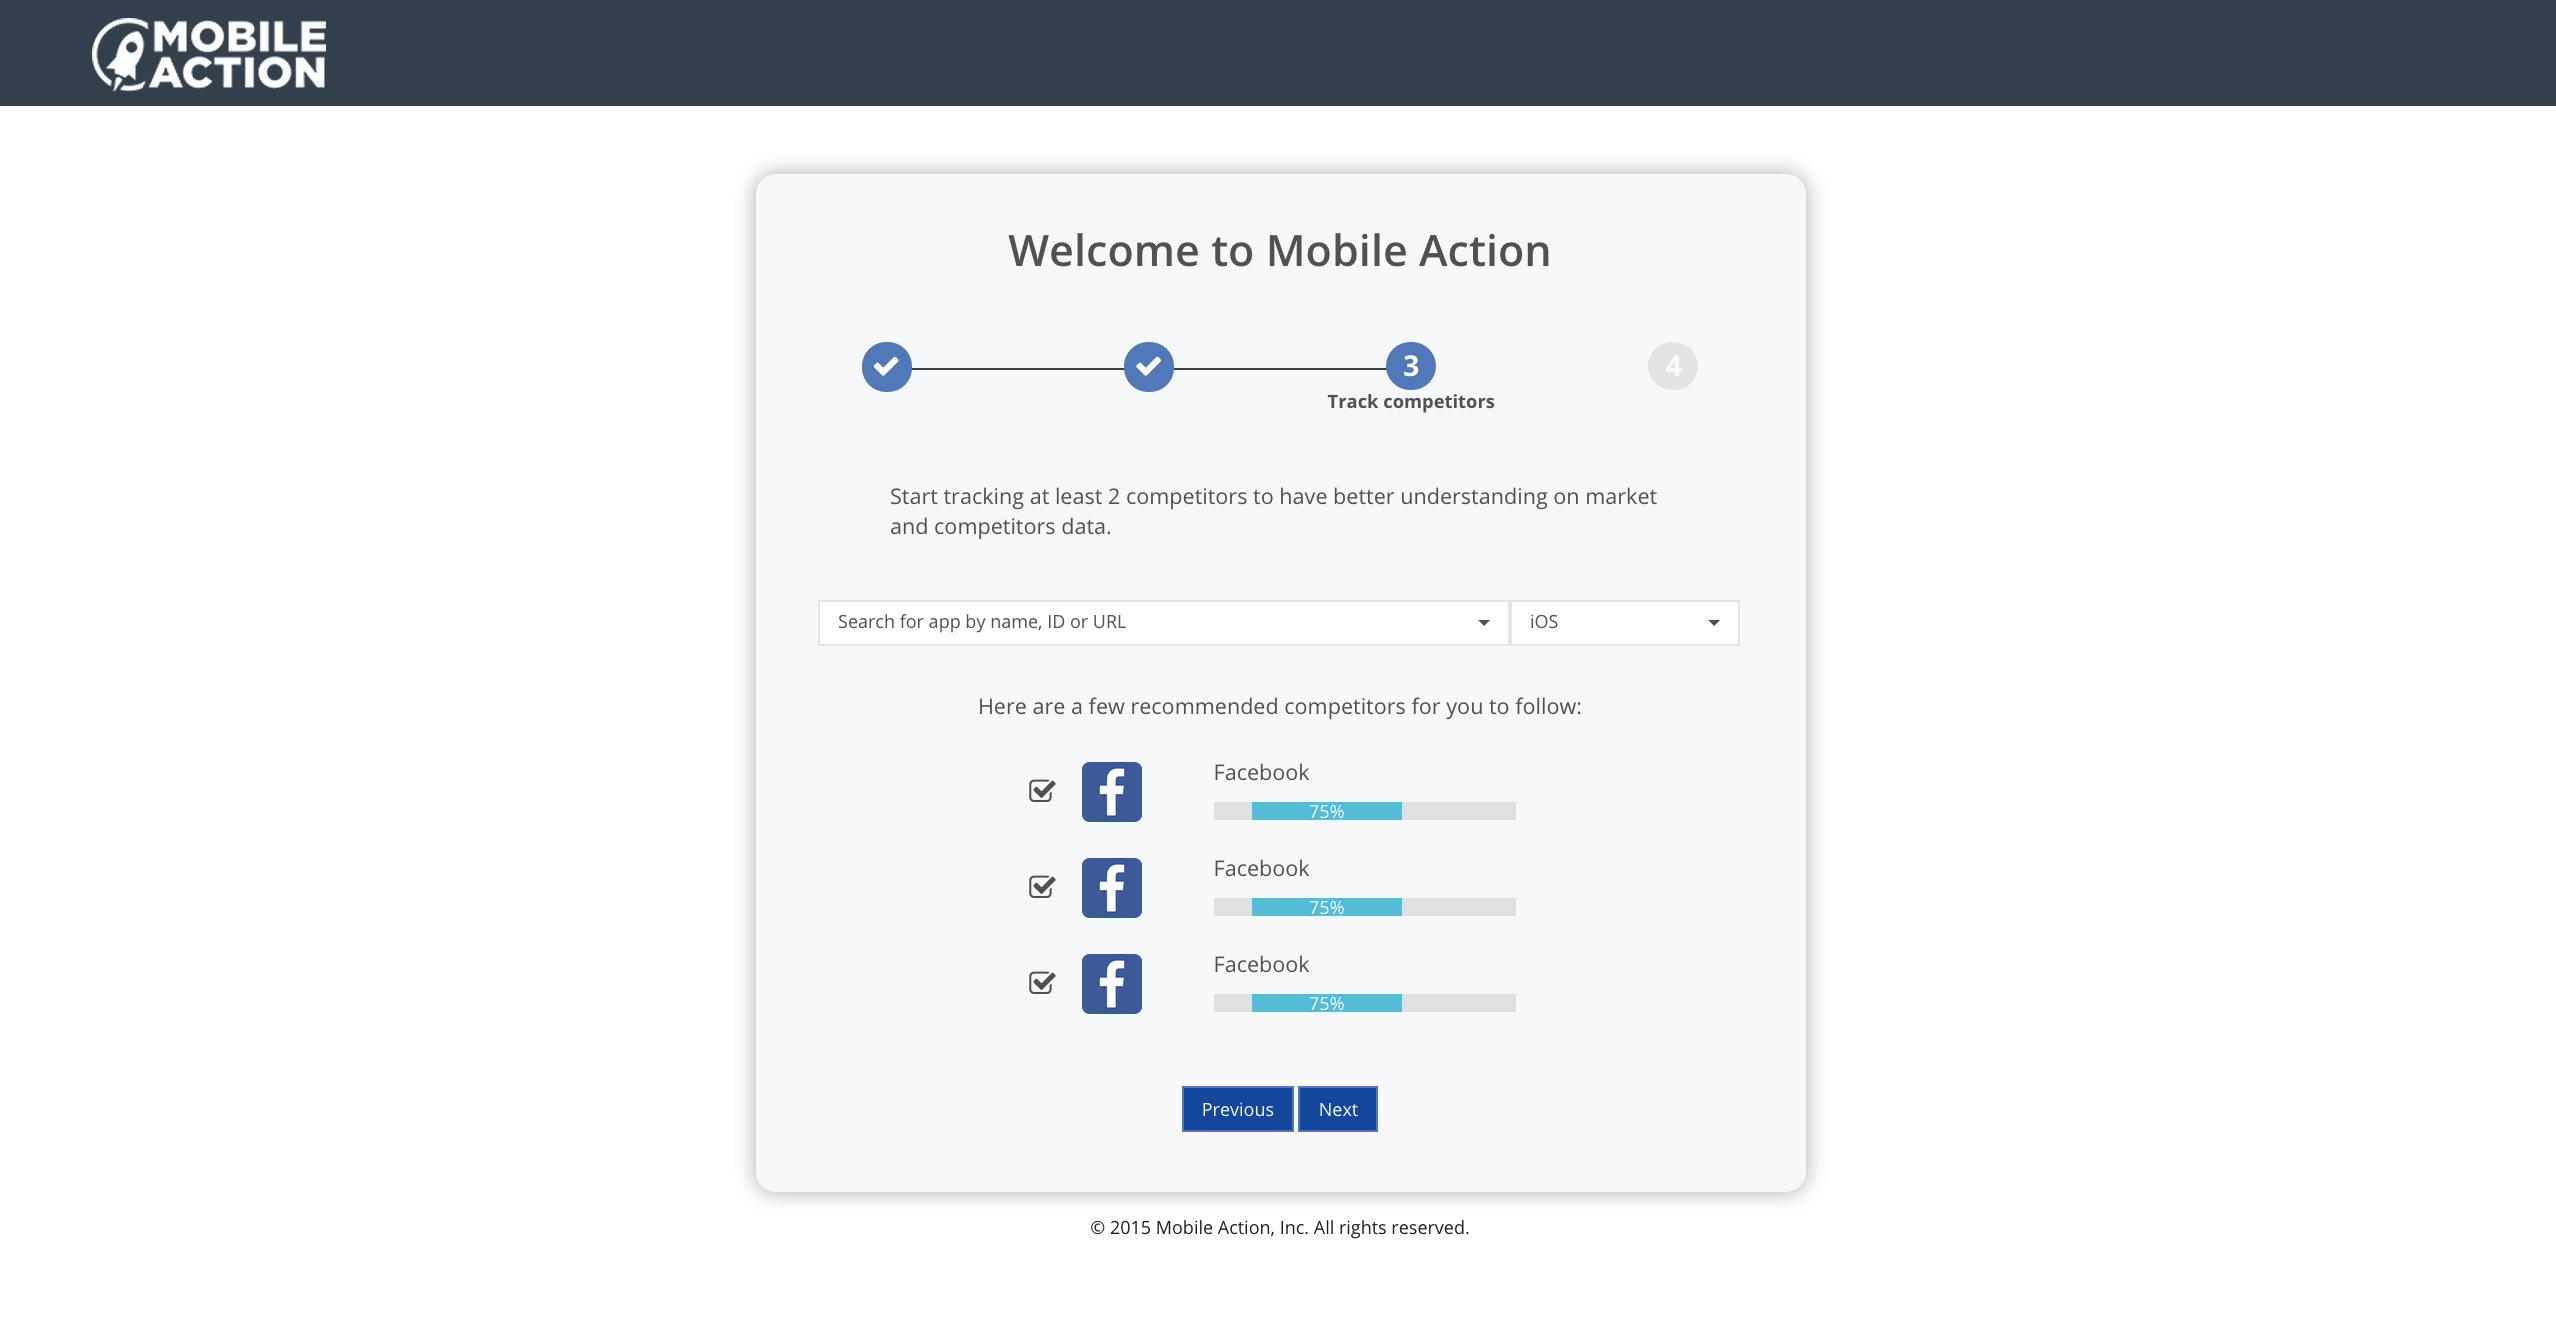 MOBILE
ACTION
Welcome to Mobile Action
3
4
Track competitors
Start tracking at least 2 competitors to have better understanding on market
and competitors data.
Search for app by name, ID or URL
iOS
Here are a few recommended competitors for you to follow:
Facebook
75%
Facebook
75%
Facebook
75%
Previous
Next
© 2015 Mobile Action, Inc. All rights reserved.